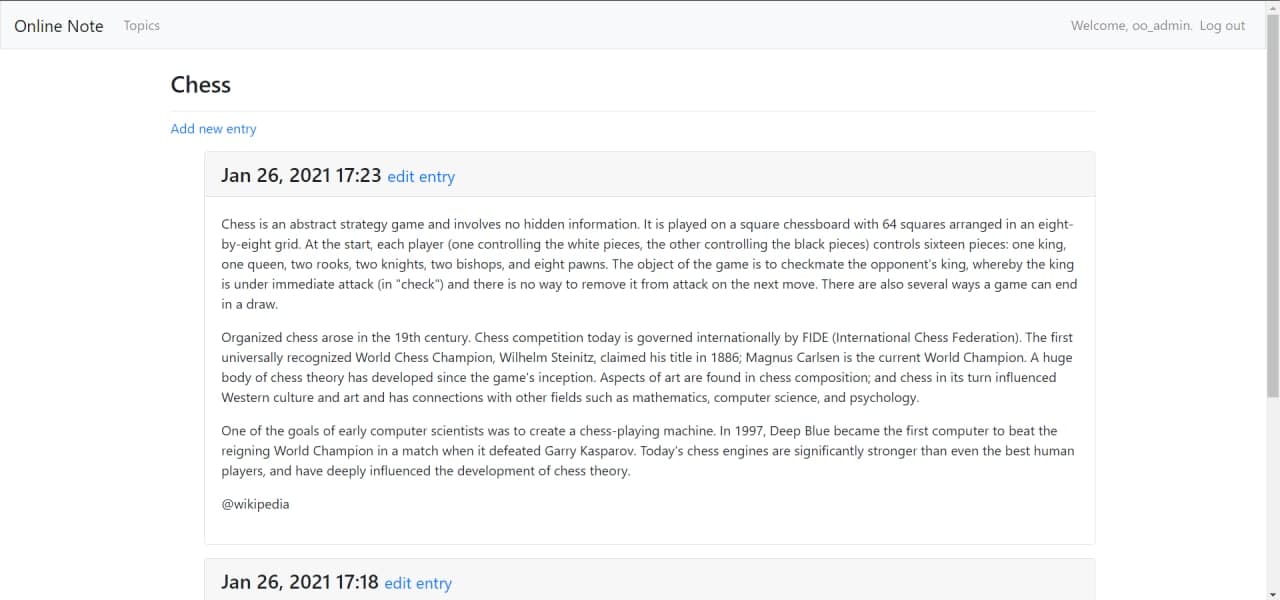 Online Note Topics Welcome, oo_admin. Log out
Chess
Add new entry
Jan 26, 2021 17:23 edit entry
Chess is an abstract strategy game and involves no hidden information. It is played on a square chessboard with 64 squares arranged in an eight-
by-eight grid. At the start, each player (one controlling the white pieces, the other controlling the black pieces) controls sixteen pieces: one king,
one queen, two rooks, two knights, two bishops, and eight pawns. The object of the game is to checkmate the opponent's king, whereby the king
is under immediate attack (in "check") and there is no way to remove it from attack on the next move. There are also several ways a game can end
in a draw.
Organized chess arose in the 19th century. Chess competition today is governed internationally by FIDE (International Chess Federation). The first
universally recognized World Chess Champion, Wilhelm Steinitz, claimed his title in 1886; Magnus Carlsen is the current World Champion. A huge
body of chess theory has developed since the game's inception. Aspects of art are found in chess composition; and chess in its turn influenced
Western culture and art and has connections with other fields such as mathematics, computer science, and psychology.
One of the goals of early computer scientists was to create a chess-playing machine. In 1997, Deep Blue became the first computer to beat the
reigning World Champion in a match when it defeated Garry Kasparov. Today's chess engines are significantly stronger than even the best human
players, and have deeply influenced the development of chess theory.
@wikipedia
Jan 26, 2021 17:18 edit entry